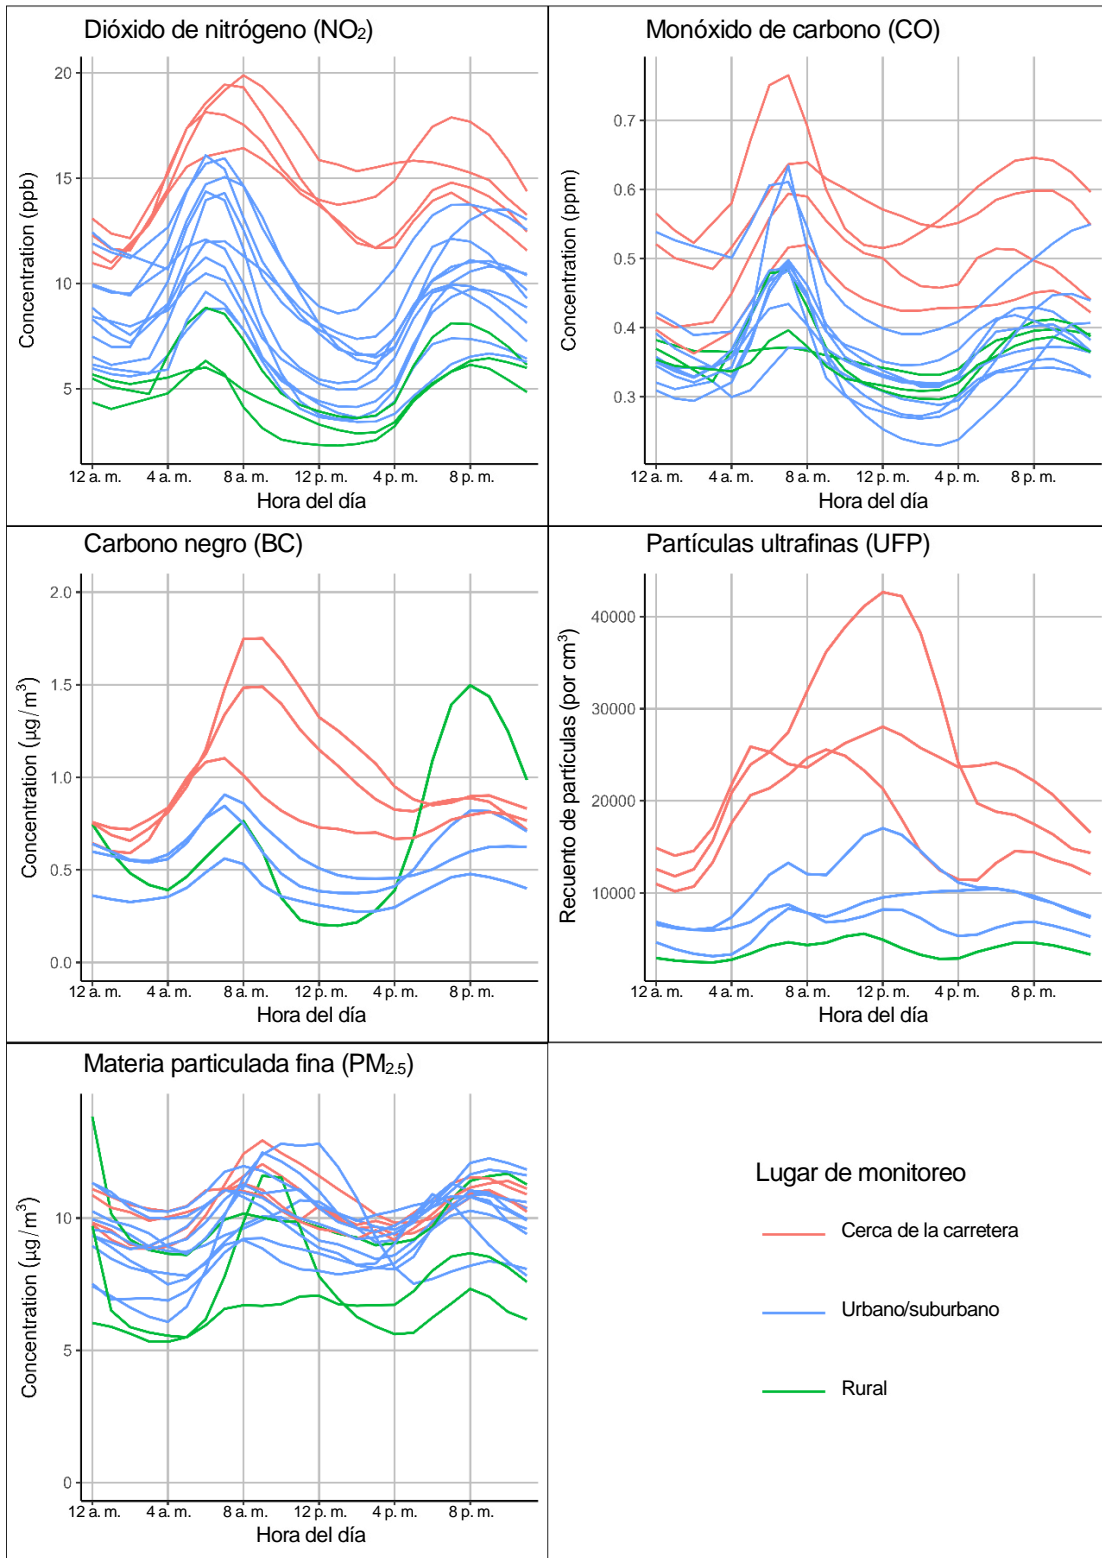 Dióxido de nitrógeno (NO₂)
Concentration (ppb)
20
15
10
5
12 a. m. 4 a. m. 8 a. m. 12 p. m. 4 p. m. 8 p. m.
Hora del día
Monóxido de carbono (CO)
Concentration (ppm)
0.7
0.6
0.5
0.4
0.3
12 a. m. 4 a. m. 8 a. m. 12 p. m. 4 p. m. 8 p. m.
Hora del día
Carbono negro (BC)
Concentration (µg/m³)
2.0
1.5
1.0
0.5
0.0
12 a. m. 4 a. m. 8 a. m. 12 p. m. 4 p. m. 8 p. m.
Hora del día
Partículas ultrafinas (UFP)
Recuento de partículas (por cm³)
40000
30000
20000
10000
12 a. m. 4 a. m. 8 a. m. 12 p. m. 4 p. m. 8 p. m.
Hora del día
Materia particulada fina (PM₂.₅)
Concentration (µg/m³)
10
5
0
12 a. m. 4 a. m. 8 a. m. 12 p. m. 4 p. m. 8 p. m.
Hora del día
Lugar de monitoreo
Cerca de la carretera
Urbano/suburbano
Rural